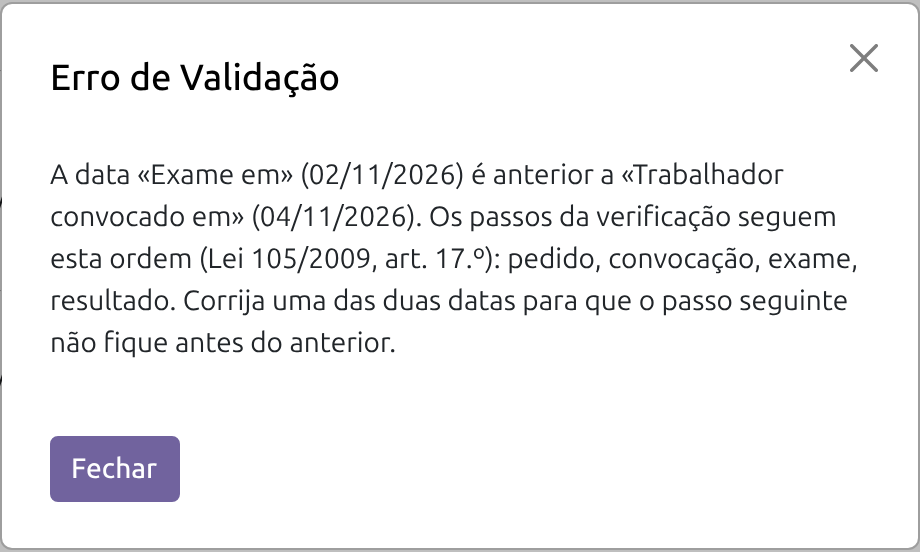 Erro de Validação
A data «Exame em» (02/11/2026) é anterior a «Trabalhador
convocado em» (04/11/2026). Os passos da verificação seguem
esta ordem (Lei 105/2009, art. 17.º): pedido, convocação, exame,
resultado. Corrija uma das duas datas para que o passo seguinte
não fique antes do anterior.
Fechar